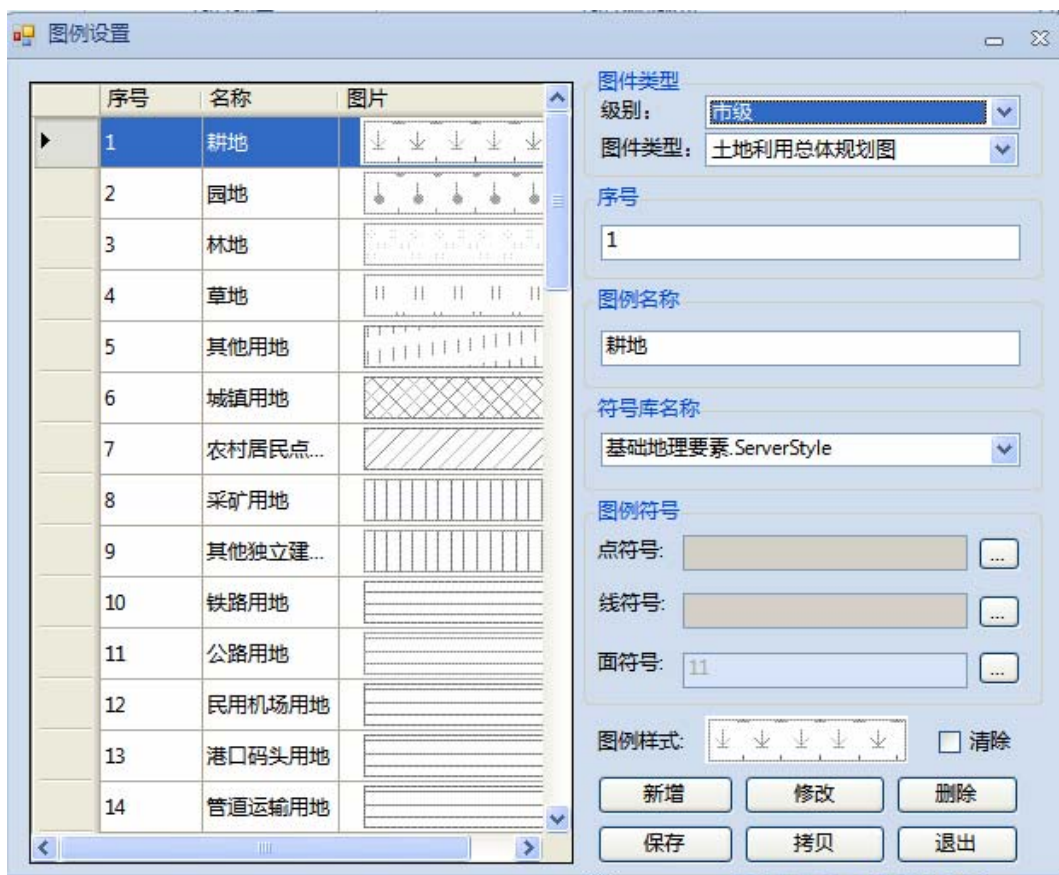 图例设置
序号 名称 图片
1 耕地
2 园地
3 林地
4 草地
5 其他用地
6 城镇用地
7 农村居民点...
8 采矿用地
9 其他独立建...
10 铁路用地
11 公路用地
12 民用机场用地
13 港口码头用地
14 管道运输用地
图件类型
级别： 市级
图件类型： 土地利用总体规划图
序号
1
图例名称
耕地
符号库名称
基础地理要素.ServerStyle
图例符号
点符号: ...
线符号: ...
面符号: 11 ...
图例样式: 清除
新增 修改 删除
保存 拷贝 退出